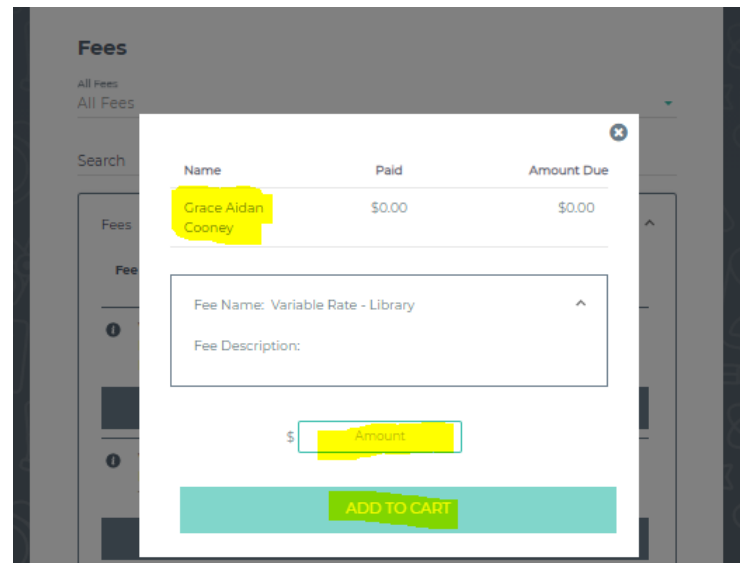 Fees
All Fees
All Fees
Search
Name Paid Amount Due
Grace Aidan $0.00 $0.00
Cooney
Fees
Fee
Fee Name: Variable Rate - Library
Fee Description:
$ Amount
ADD TO CART